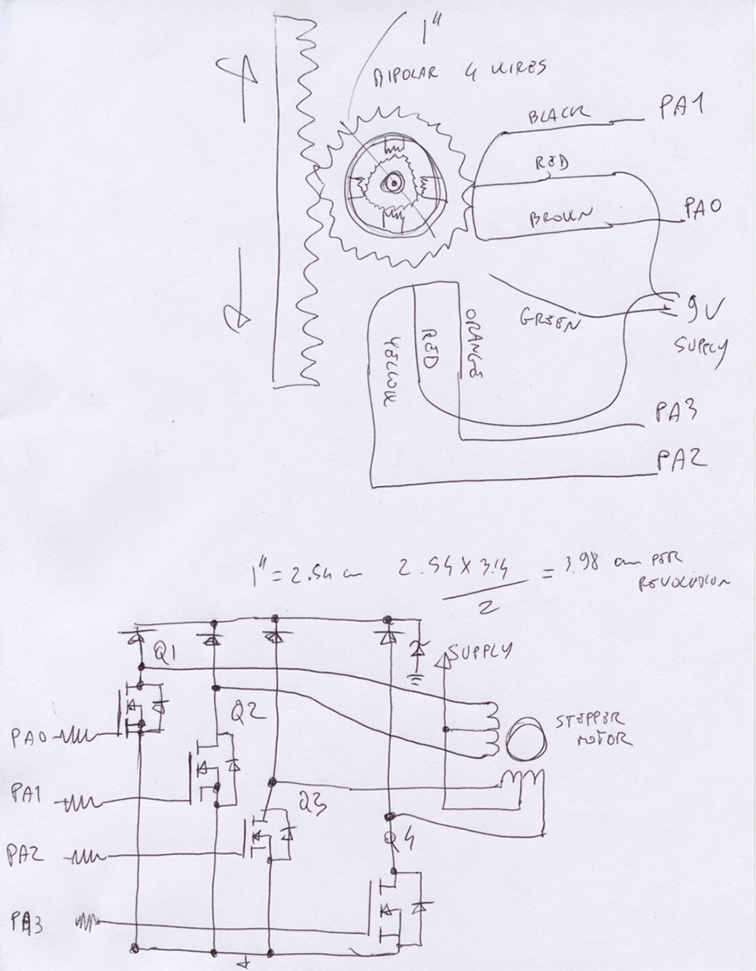 1"
BIPOLAR 4 WIRES
BLACK PA1
RED
BROWN PA0
GREEN 9V
SUPPLY
YELLOW RED ORANGE
PA3
PA2
1" = 2.54 cm 2.54 X 3.14 / 2 = 3.98 cm PER
REVOLUTION
Q1 SUPPLY
Q2 STEPPER
PA0 MOTOR
PA1 Q3
Q4
PA2
PA3